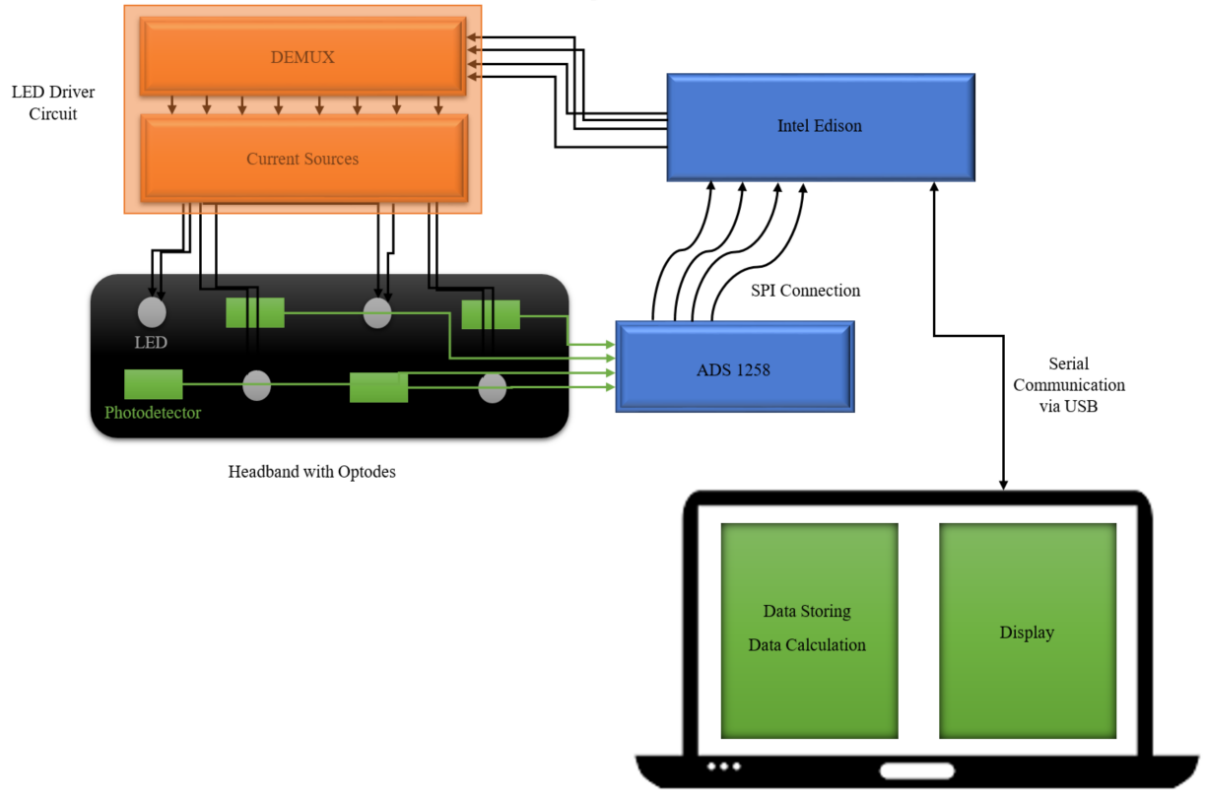 DEMUX
LED Driver
Circuit
Current Sources
Intel Edison
SPI Connection
LED
Photodetector
ADS 1258
Serial
Communication
via USB
Headband with Optodes
Data Storing
Data Calculation
Display